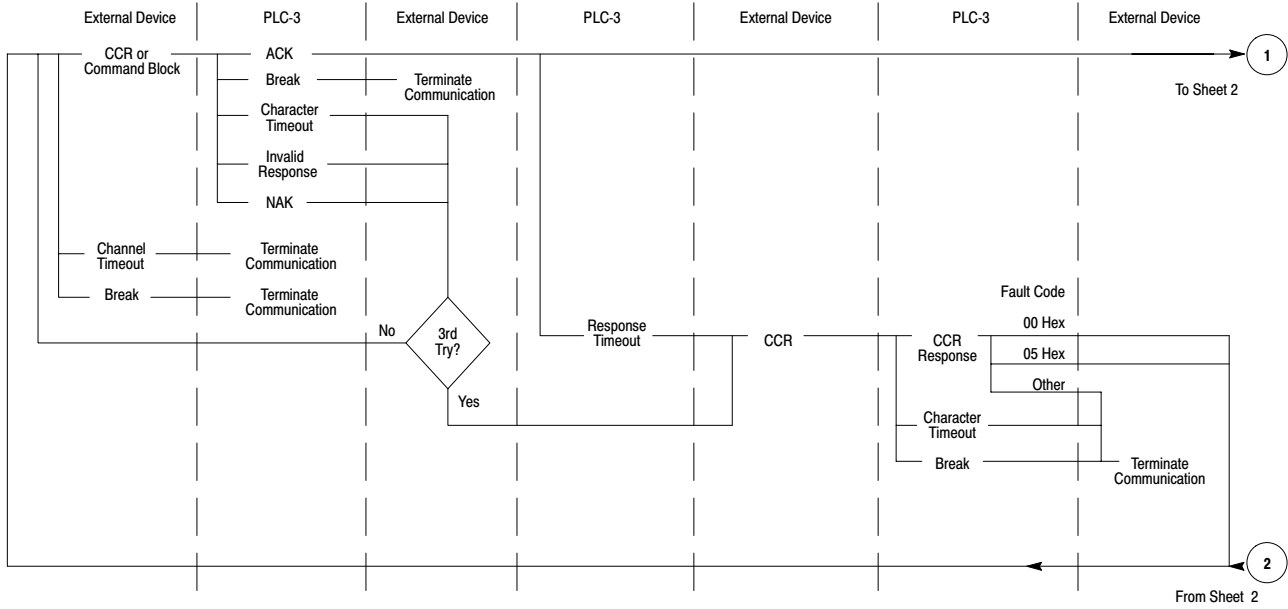 External Device
PLC-3
External Device
PLC-3
External Device
PLC-3
External Device
CCR or
Command Block
ACK
1
To Sheet 2
Break
Terminate
Communication
Character
Timeout
Invalid
Response
NAK
Channel
Timeout
Terminate
Communication
Break
Terminate
Communication
No
3rd
Try?
Yes
Response
Timeout
CCR
CCR
Response
Fault Code
00 Hex
05 Hex
Other
Character
Timeout
Break
Terminate
Communication
2
From Sheet 2